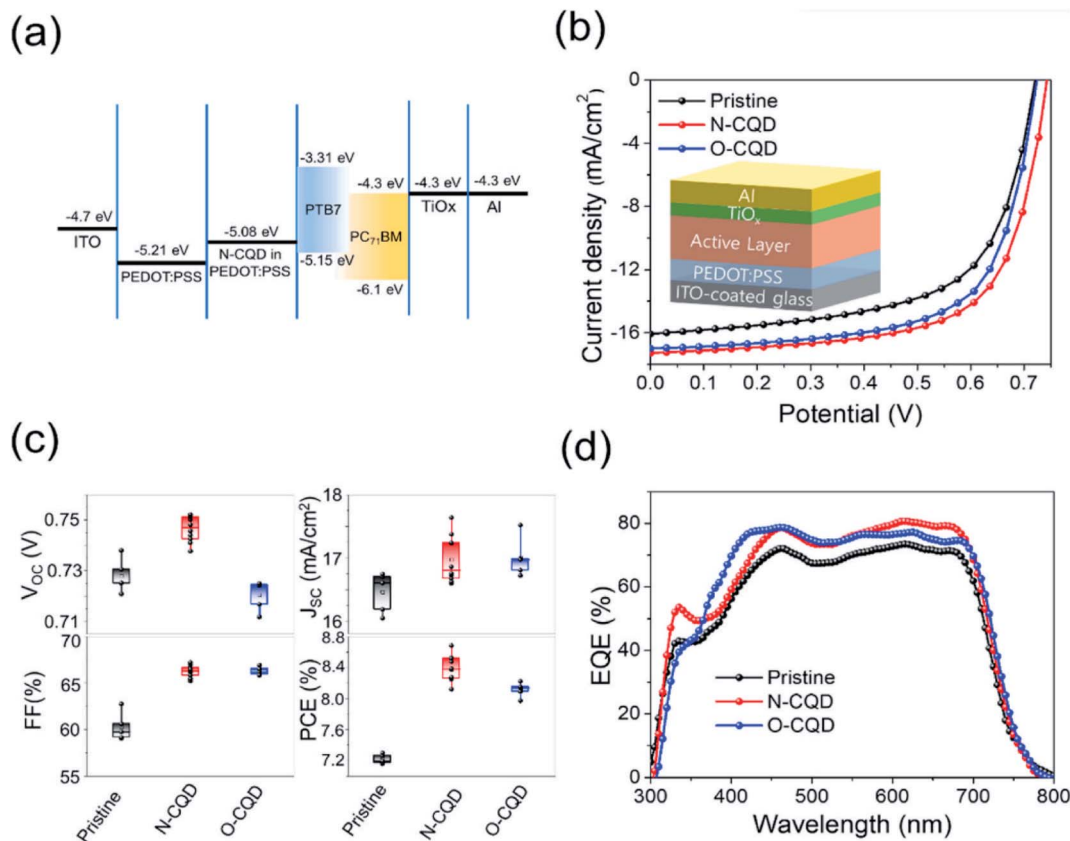 (a)
-3.31 eV
-4.3 eV
-4.3 eV
-4.3 eV
-4.7 eV
-5.08 eV
PTB7
TiOx
Al
ITO
-5.21 eV
N-CQD in
PC71BM
PEDOT:PSS
PEDOT:PSS
-5.15 eV
-6.1 eV
(b)
0
-4
-8
-12
-16
Current density (mA/cm²)
Pristine
N-CQD
O-CQD
Al
TiOx
Active Layer
PEDOT:PSS
ITO-coated glass
0.0 0.1 0.2 0.3 0.4 0.5 0.6 0.7
Potential (V)
(c)
0.75
0.73
0.71
VOC (V)
18
17
16
JSC (mA/cm2)
70
65
60
55
FF(%)
8.8
8.4
8.0
7.6
7.2
PCE (%)
Pristine
N-CQD
O-CQD
Pristine
N-CQD
O-CQD
(d)
80
60
40
20
0
EQE (%)
Pristine
N-CQD
O-CQD
300 400 500 600 700 800
Wavelength (nm)